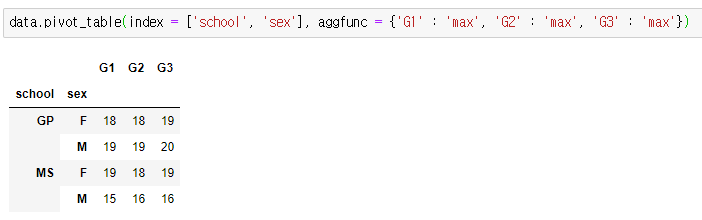 data.pivot_table(index = ['school', 'sex'], aggfunc = {'G1' : 'max', 'G2' : 'max', 'G3' : 'max'})
G1 G2 G3
school sex
GP F 18 18 19
M 19 19 20
MS F 19 18 19
M 15 16 16